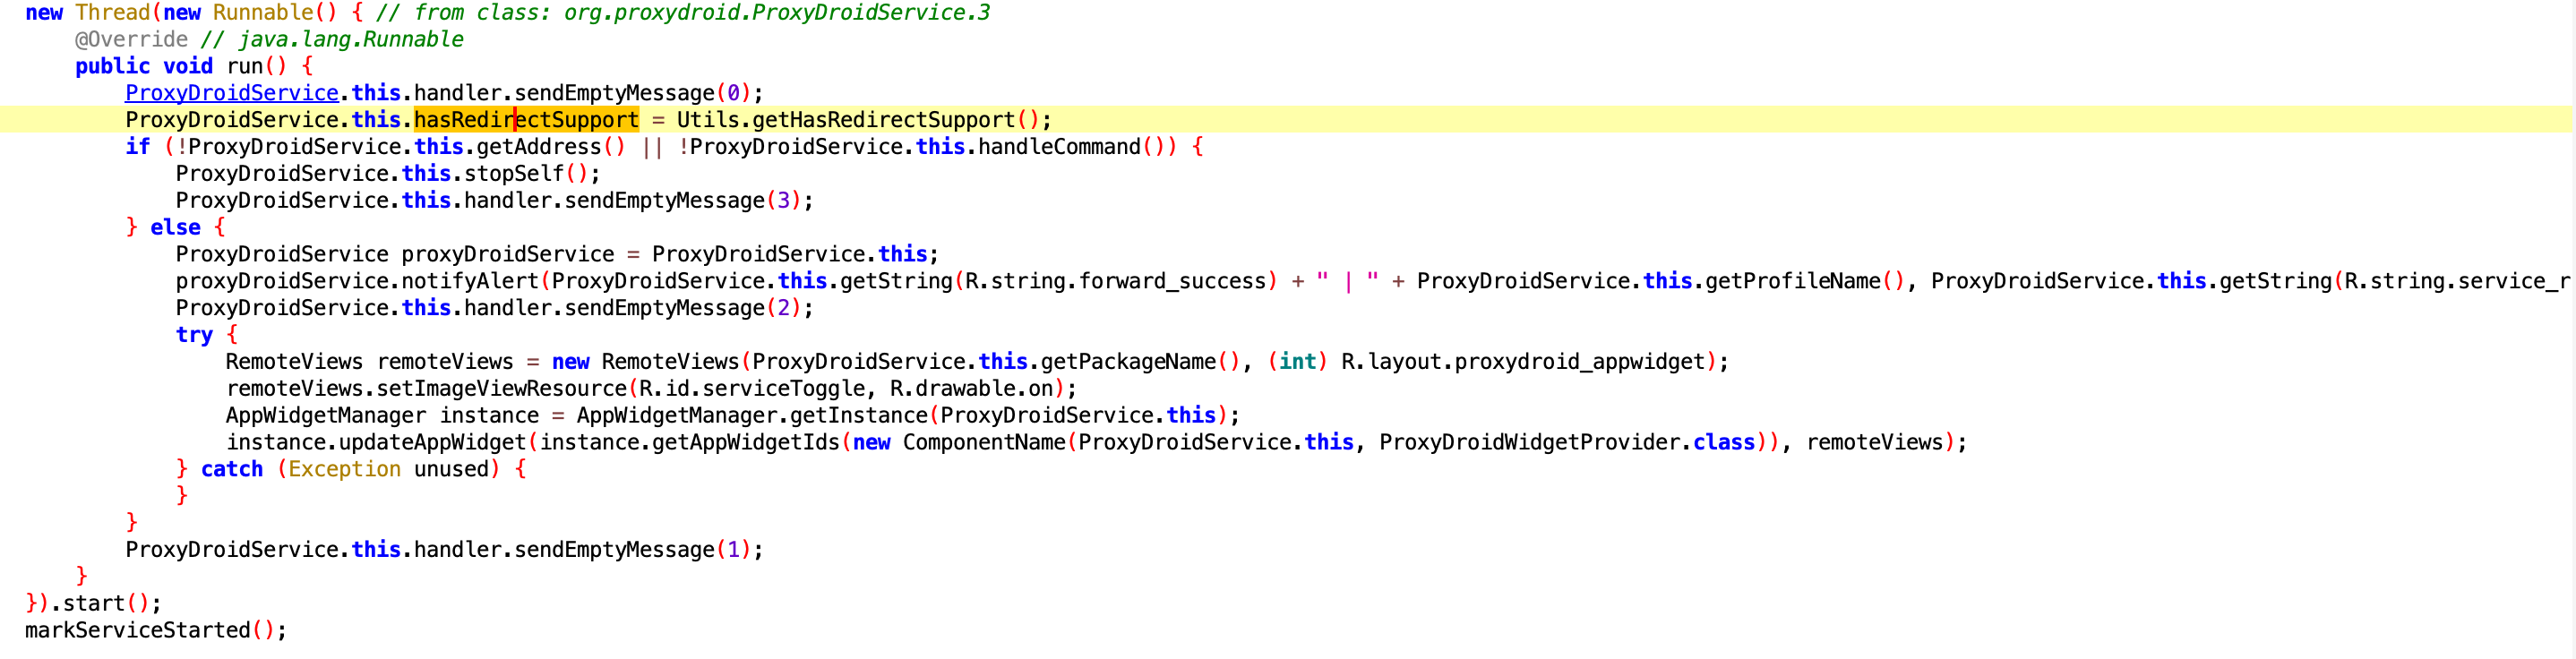 new Thread(new Runnable() { // from class: org.proxydroid.ProxyDroidService.3
    @Override // java.lang.Runnable
    public void run() {
        ProxyDroidService.this.handler.sendEmptyMessage(0);
        ProxyDroidService.this.hasRedirectSupport = Utils.getHasRedirectSupport();
        if (!ProxyDroidService.this.getAddress() || !ProxyDroidService.this.handleCommand()) {
            ProxyDroidService.this.stopSelf();
            ProxyDroidService.this.handler.sendEmptyMessage(3);
        } else {
            ProxyDroidService proxyDroidService = ProxyDroidService.this;
            proxyDroidService.notifyAlert(ProxyDroidService.this.getString(R.string.forward_success) + " | " + ProxyDroidService.this.getProfileName(), ProxyDroidService.this.getString(R.string.service_r
            ProxyDroidService.this.handler.sendEmptyMessage(2);
            try {
                RemoteViews remoteViews = new RemoteViews(ProxyDroidService.this.getPackageName(), (int) R.layout.proxydroid_appwidget);
                remoteViews.setImageViewResource(R.id.serviceToggle, R.drawable.on);
                AppWidgetManager instance = AppWidgetManager.getInstance(ProxyDroidService.this);
                instance.updateAppWidget(instance.getAppWidgetIds(new ComponentName(ProxyDroidService.this, ProxyDroidWidgetProvider.class)), remoteViews);
            } catch (Exception unused) {
            }
        }
        ProxyDroidService.this.handler.sendEmptyMessage(1);
    }
}).start();
markServiceStarted();